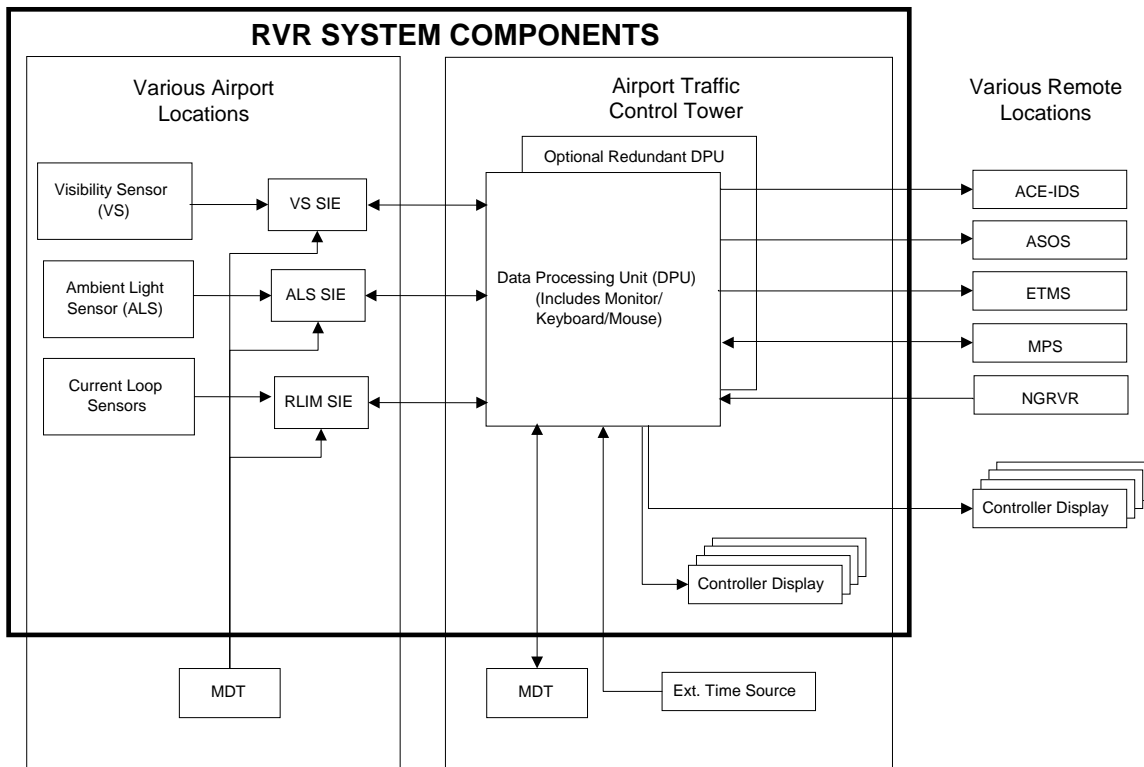 RVR SYSTEM COMPONENTS
Various Airport
Locations
Airport Traffic
Control Tower
Various Remote
Locations
Optional Redundant DPU
Visibility Sensor
(VS)
VS SIE
ACE-IDS
ASOS
Ambient Light
Sensor (ALS)
ALS SIE
Data Processing Unit (DPU)
(Includes Monitor/
Keyboard/Mouse)
ETMS
MPS
Current Loop
Sensors
RLIM SIE
NGRVR
Controller Display
Controller Display
MDT
MDT
Ext. Time Source